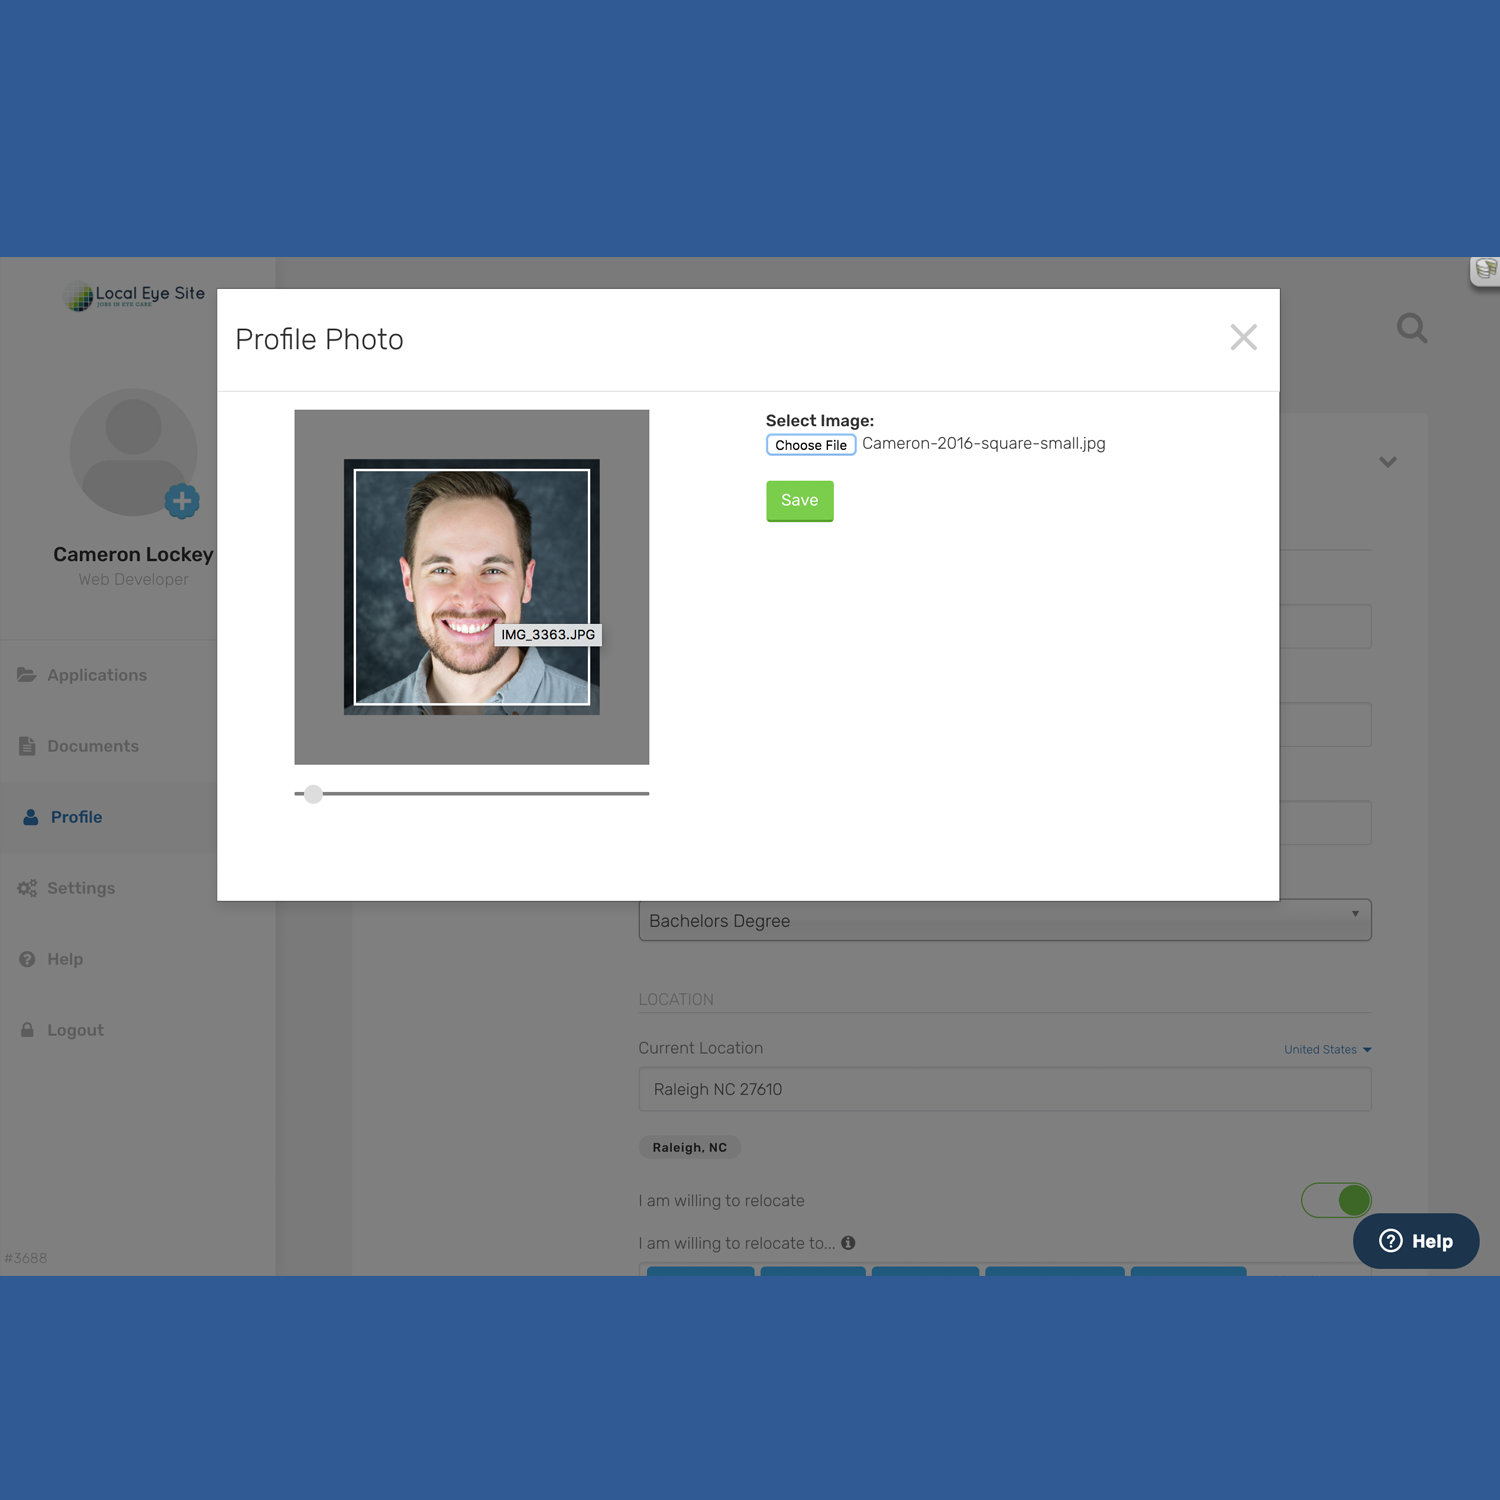 Local Eye Site
JOBS IN EYE CARE
Profile Photo
Select Image:
Choose File Cameron-2016-square-small.jpg
Save
IMG_3363.JPG
Cameron Lockey
Web Developer
Applications
Documents
Profile
Settings
Help
Logout
#3688
Bachelors Degree
LOCATION
Current Location
United States
Raleigh NC 27610
Raleigh, NC
I am willing to relocate
I am willing to relocate to...
Help